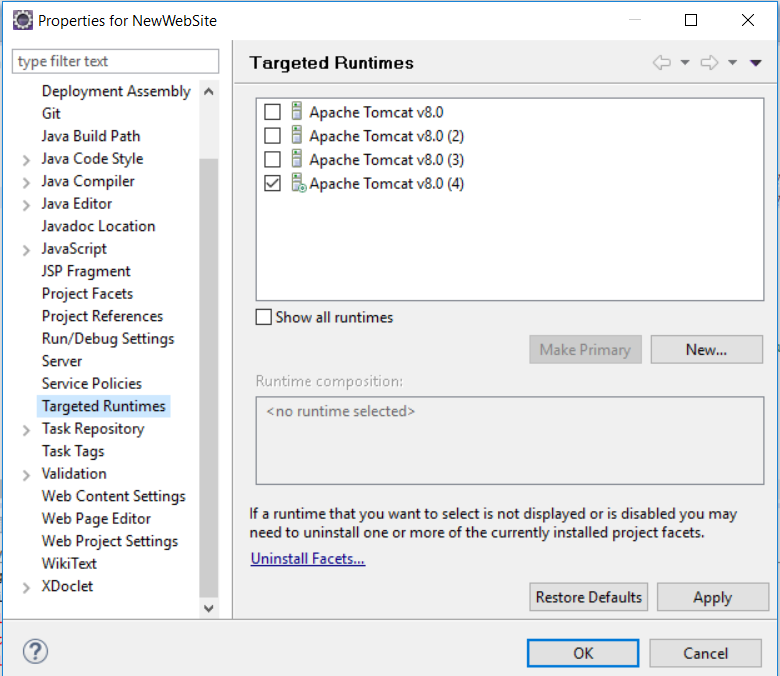 Properties for NewWebSite
type filter text
Deployment Assembly
Git
Java Build Path
Java Code Style
Java Compiler
Java Editor
Javadoc Location
JavaScript
JSP Fragment
Project Facets
Project References
Run/Debug Settings
Server
Service Policies
Targeted Runtimes
Task Repository
Task Tags
Validation
Web Content Settings
Web Page Editor
Web Project Settings
WikiText
XDoclet
Targeted Runtimes
Apache Tomcat v8.0
Apache Tomcat v8.0 (2)
Apache Tomcat v8.0 (3)
Apache Tomcat v8.0 (4)
Show all runtimes
Make Primary
New...
Runtime composition:
<no runtime selected>
If a runtime that you want to select is not displayed or is disabled you may
need to uninstall one or more of the currently installed project facets.
Uninstall Facets...
Restore Defaults
Apply
?
OK
Cancel